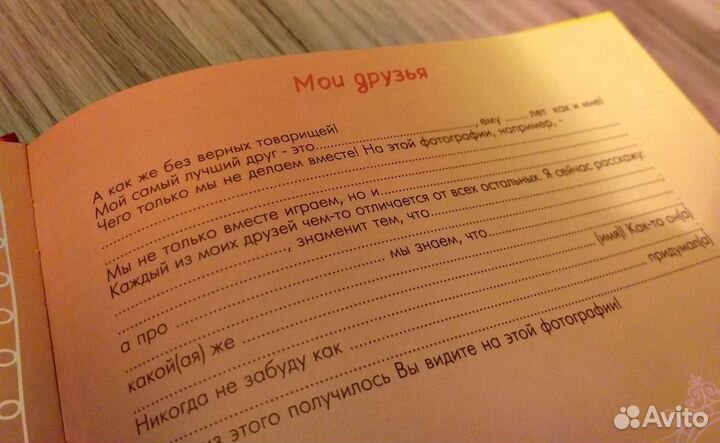 Мои друзья
А как же без верных товарищей!
Мой самый лучший друг - это....................., ему ...... лет как и мне!
Чего только мы не делаем вместе! На этой фотографии, например, -
Мы не только вместе играем, но и.....................
Каждый из моих друзей чем-то отличается от всех остальных. Я сейчас расскажу:
....................., знаменит тем, что.....................
а про ..................... мы знаем, что.....................
какой(ая) же ..................... (имя)! Как-то он(а)
Никогда не забуду как ..................... придумал(а)
из этого получилось Вы видите на этой фотографии!
Avito